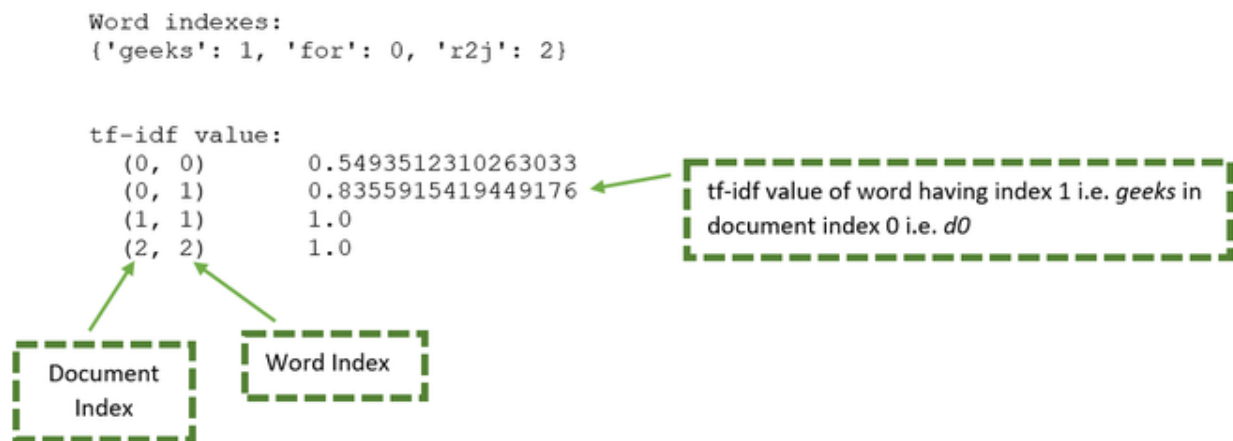 Word indexes:
{'geeks': 1, 'for': 0, 'r2j': 2}
tf-idf value:
(0, 0) 0.5493512310263033
(0, 1) 0.8355915419449176
(1, 1) 1.0
(2, 2) 1.0
tf-idf value of word having index 1 i.e. geeks in
document index 0 i.e. d0
Document
Index
Word Index